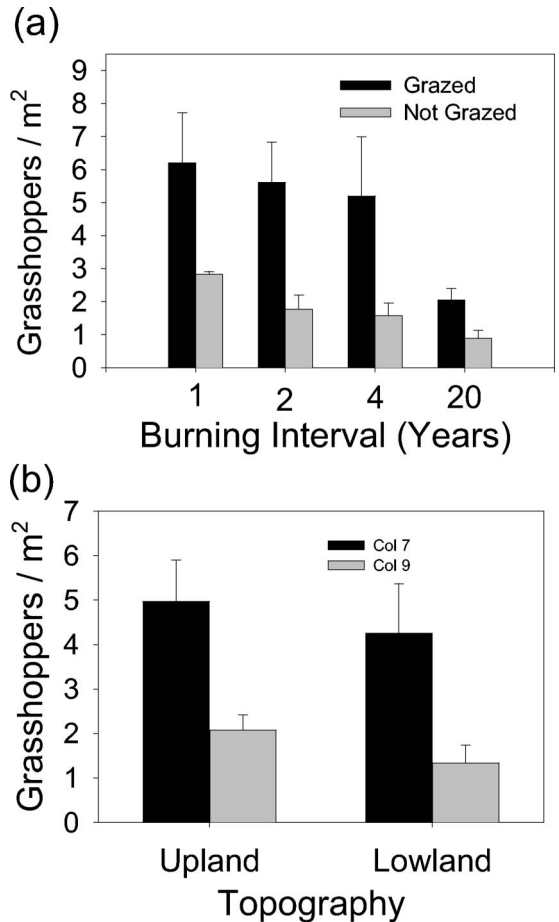 (a)
Grasshoppers / m²
9
8
7
6
5
4
3
2
1
0
Grazed
Not Grazed
1 2 4 20
Burning Interval (Years)
(b)
Grasshoppers / m²
7
6
5
4
3
2
1
0
Col 7
Col 9
Upland Lowland
Topography